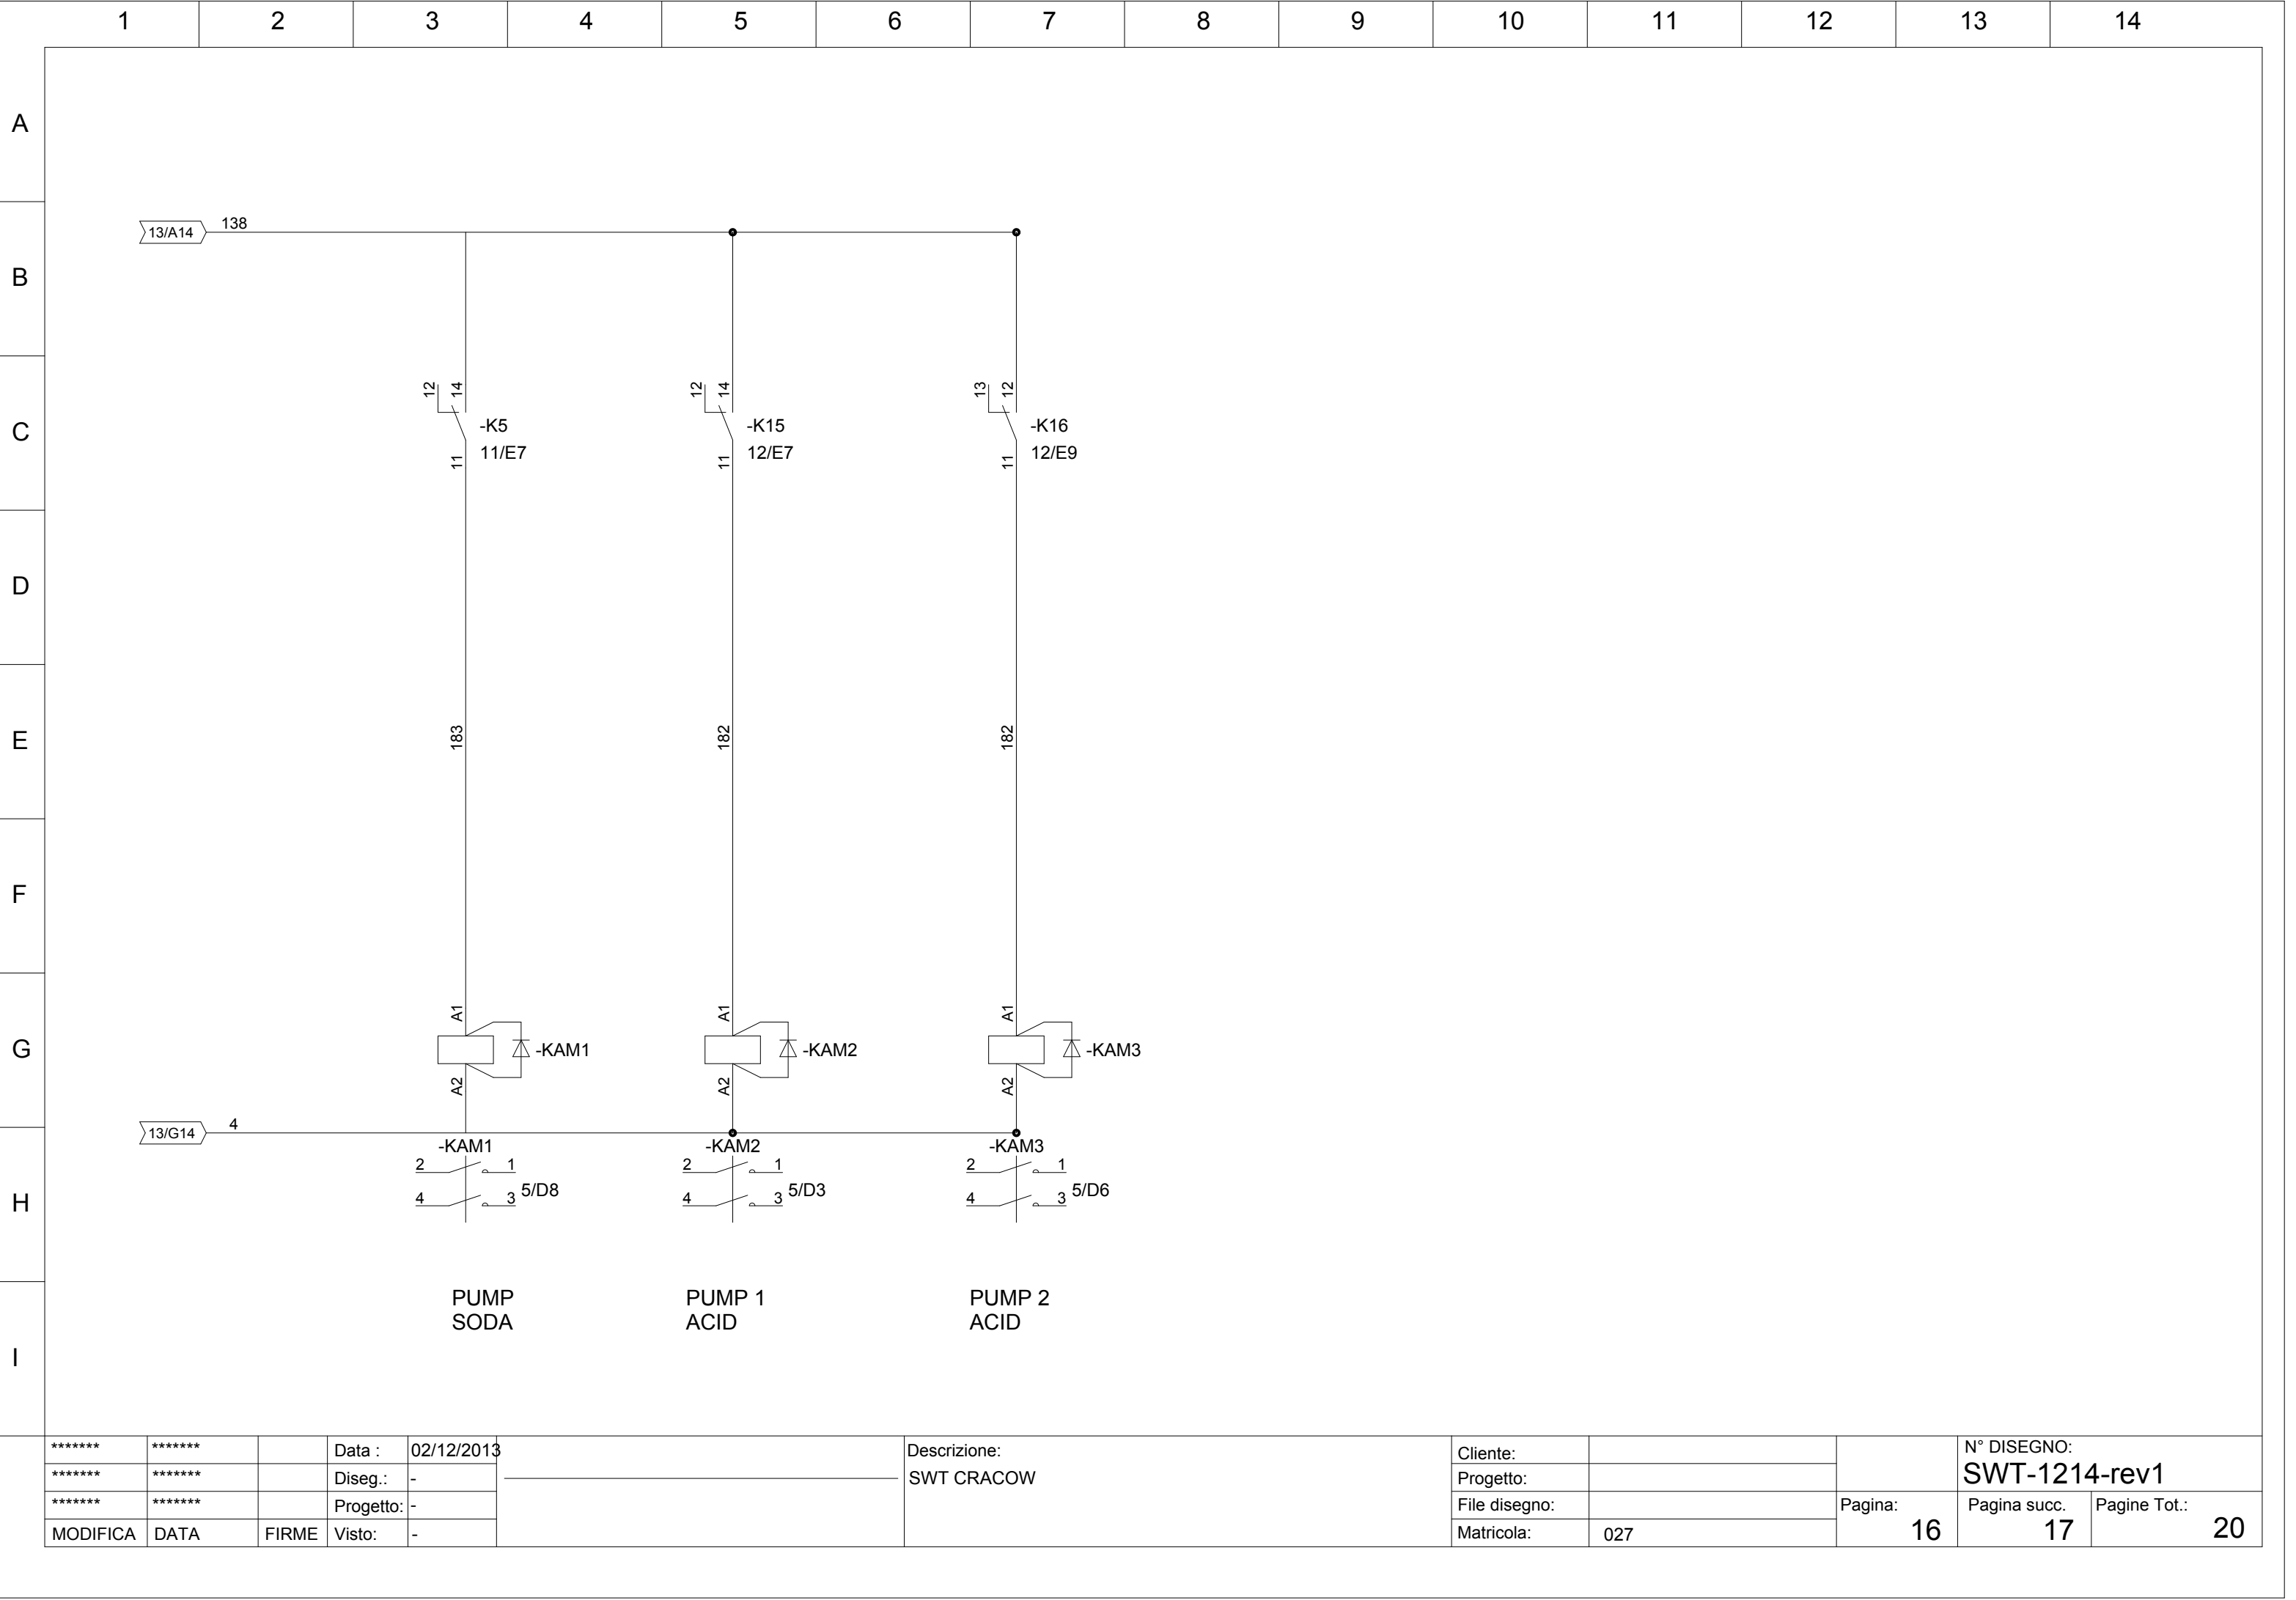 1 2 3 4 5 6 7 8 9 10 11 12 13 14
A
B
C
D
E
F
G
H
I
13/A14 138
12 14 12 14 13 12
-K5 -K15 -K16
11/E7 12/E7 12/E9
11 11 11
183 182 182
A1 A1 A1
-KAM1 -KAM2 -KAM3
A2 A2 A2
13/G14 4
-KAM1 -KAM2 -KAM3
2 1 2 1 2 1
5/D8 5/D3 5/D6
4 3 4 3 4 3
PUMP
SODA
PUMP 1
ACID
PUMP 2
ACID
******* ******* Data : 02/12/2013
******* ******* Diseg.: -
******* ******* Progetto: -
MODIFICA DATA FIRME Visto: -
Descrizione:
SWT CRACOW
Cliente:
Progetto:
File disegno:
Matricola: 027
N° DISEGNO:
SWT-1214-rev1
Pagina: Pagina succ. Pagine Tot.:
16 17 20